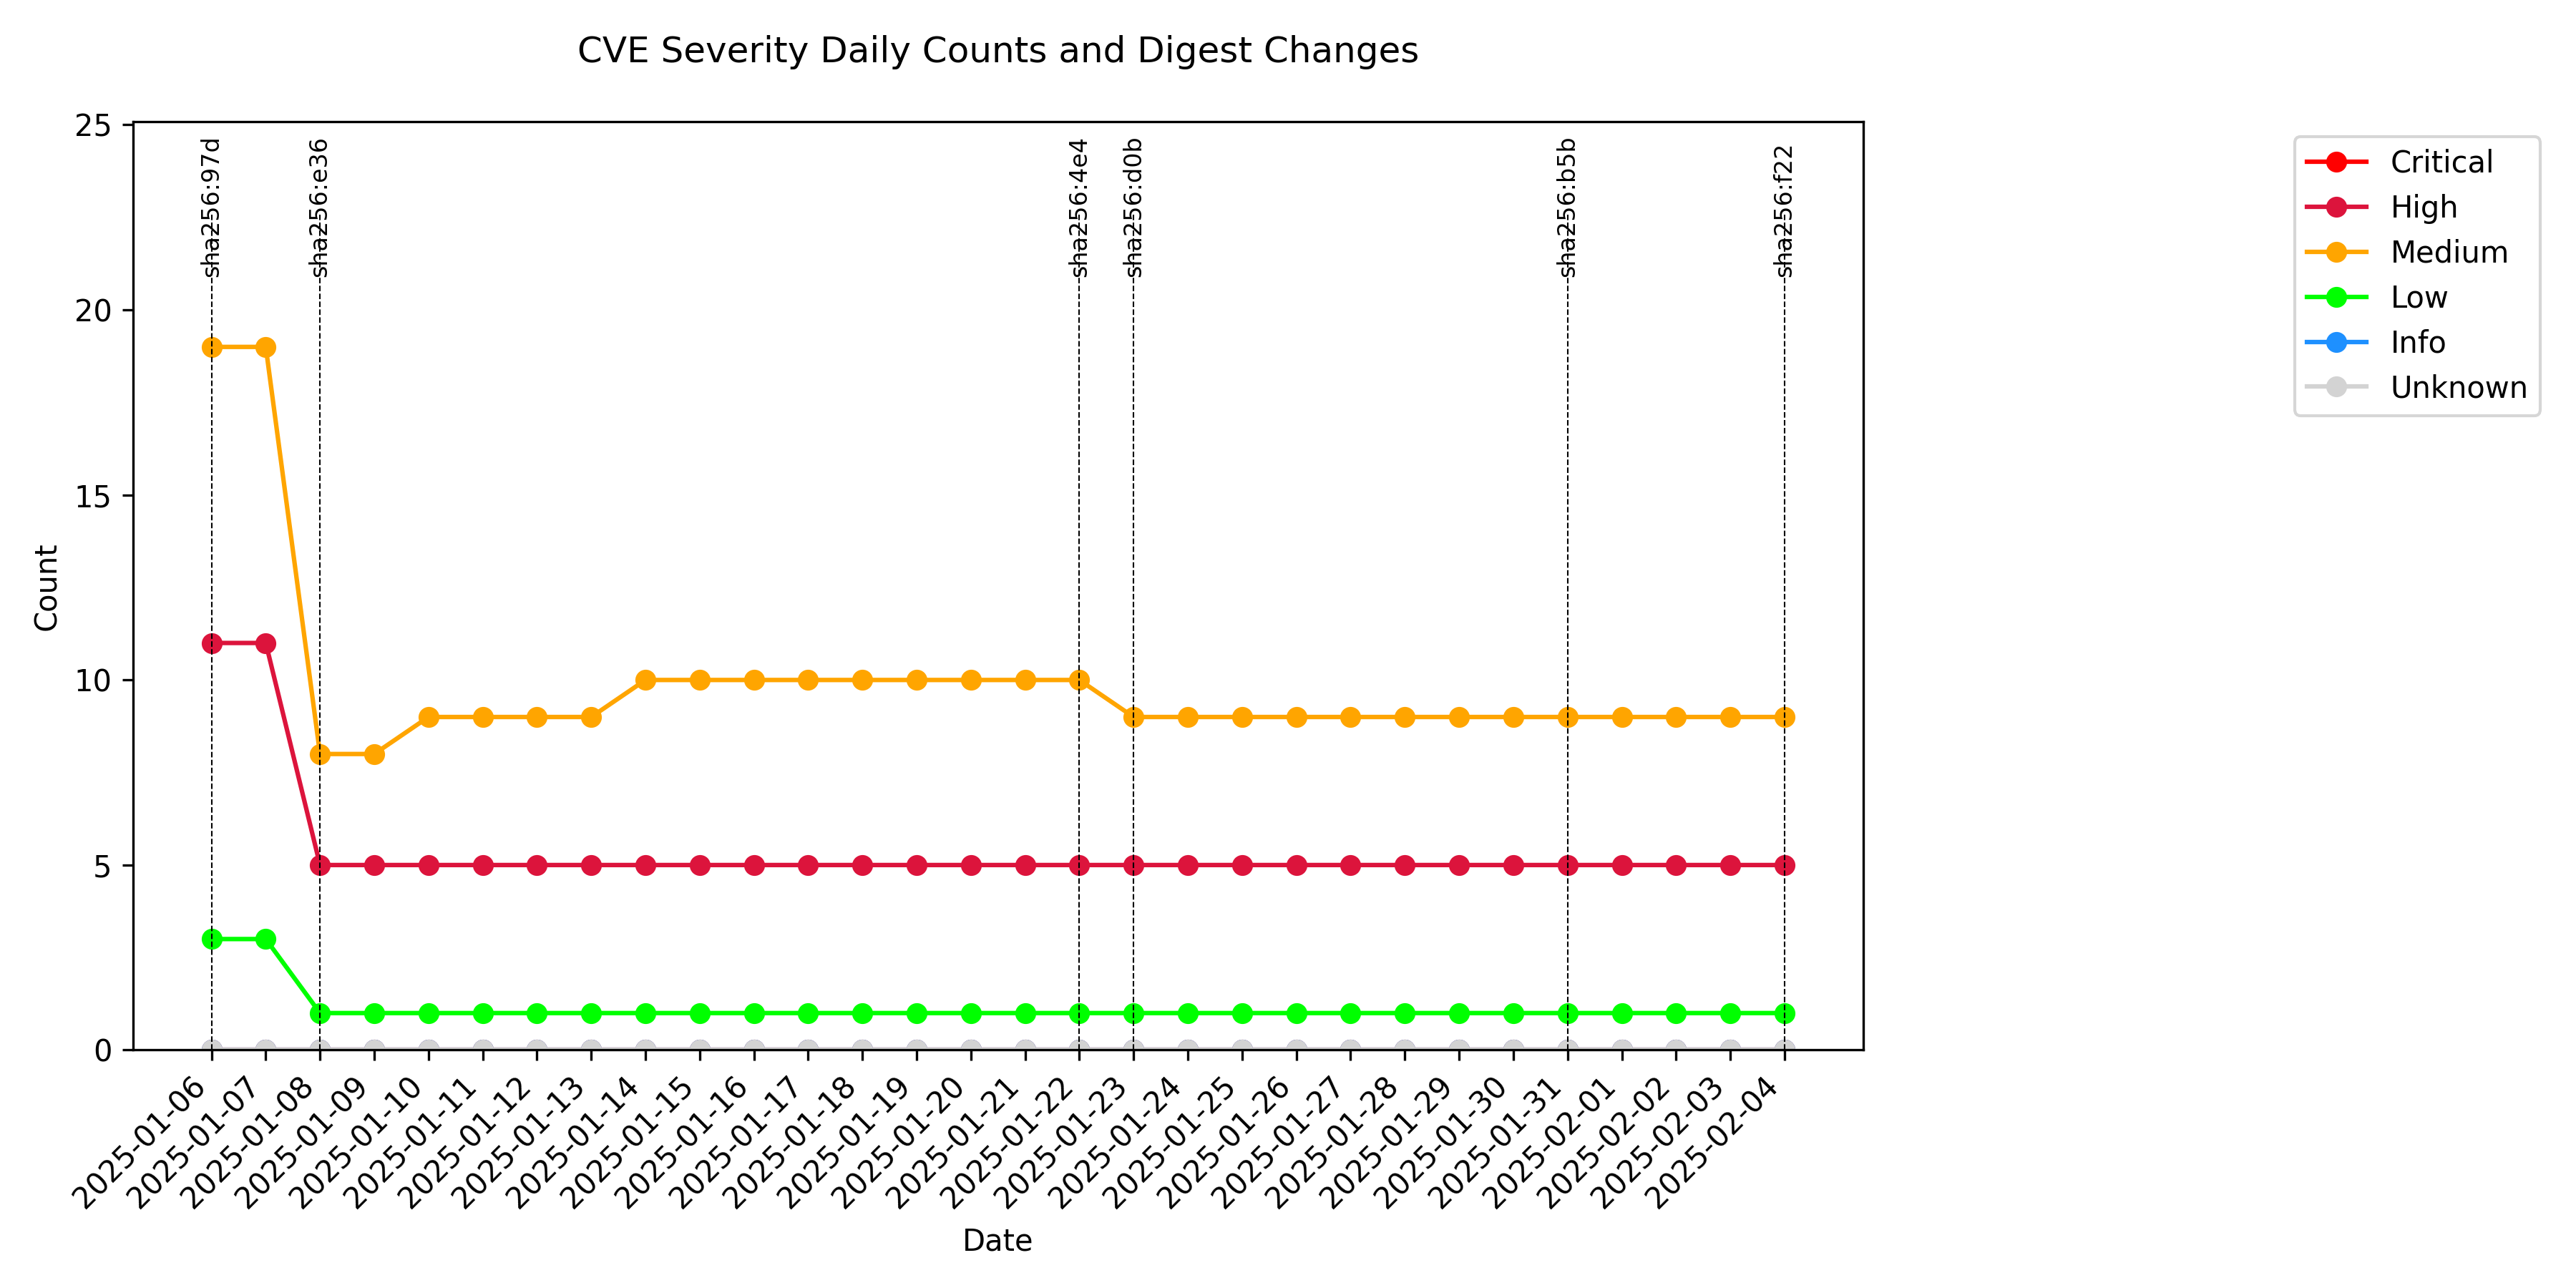 CVE Severity Daily Counts and Digest Changes
25
20
15
10
5
0
Count
sha256:97d
sha256:e36
sha256:4e4
sha256:d0b
sha256:b5b
sha256:f22
Critical
High
Medium
Low
Info
Unknown
2025-01-06
2025-01-07
2025-01-08
2025-01-09
2025-01-10
2025-01-11
2025-01-12
2025-01-13
2025-01-14
2025-01-15
2025-01-16
2025-01-17
2025-01-18
2025-01-19
2025-01-20
2025-01-21
2025-01-22
2025-01-23
2025-01-24
2025-01-25
2025-01-26
2025-01-27
2025-01-28
2025-01-29
2025-01-30
2025-01-31
2025-02-01
2025-02-02
2025-02-03
2025-02-04
Date